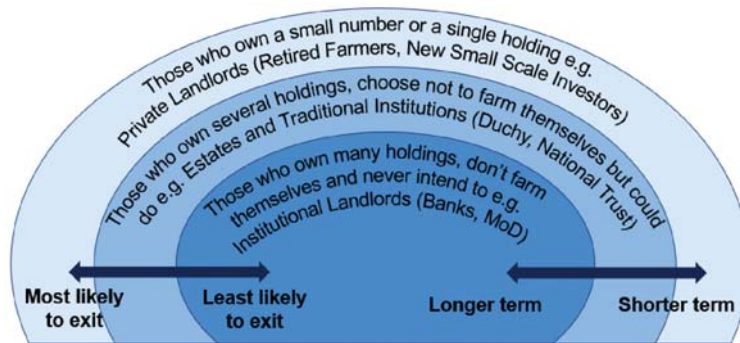 Those who own a small number or a single holding e.g.
Private Landlords (Retired Farmers, New Small Scale Investors)
Those who own several holdings, choose not to farm themselves but could
do e.g. Estates and Traditional Institutions (Duchy, National Trust)
Those who own many holdings, don't farm
themselves and never intend to e.g.
Institutional Landlords (Banks, MoD)
Most likely
to exit
Least likely
to exit
Longer term
Shorter term